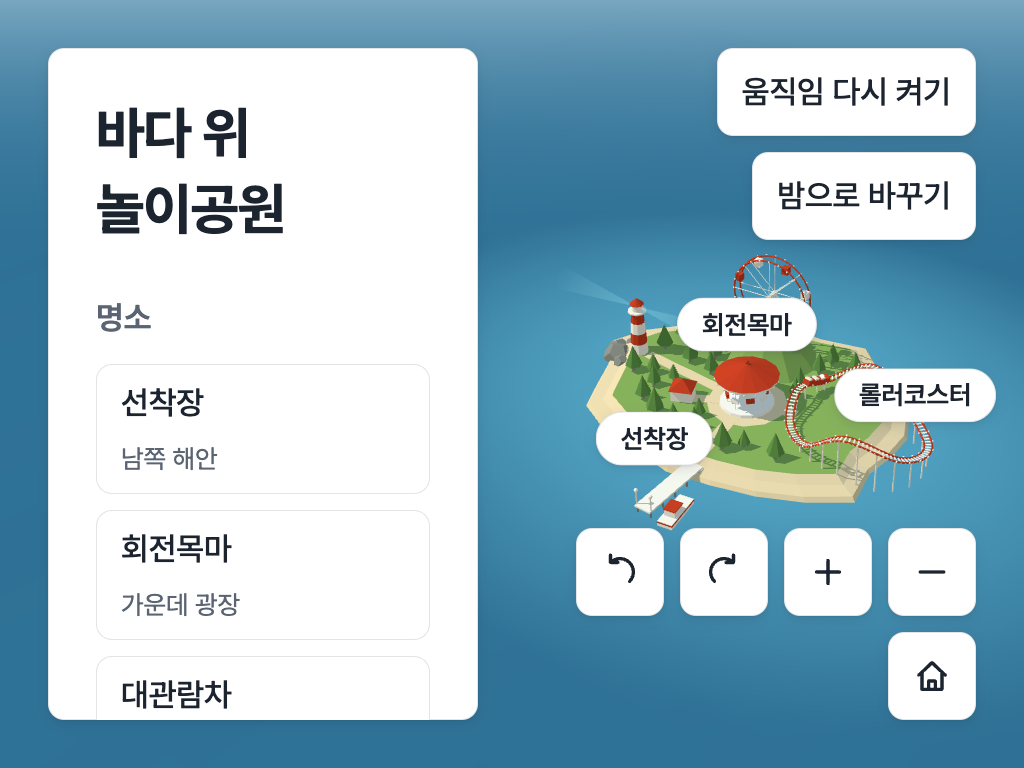 바다 위
놀이공원
명소
선착장
남쪽 해안
회전목마
가운데 광장
대관람차
움직임 다시 켜기
밤으로 바꾸기
회전목마
롤러코스터
선착장